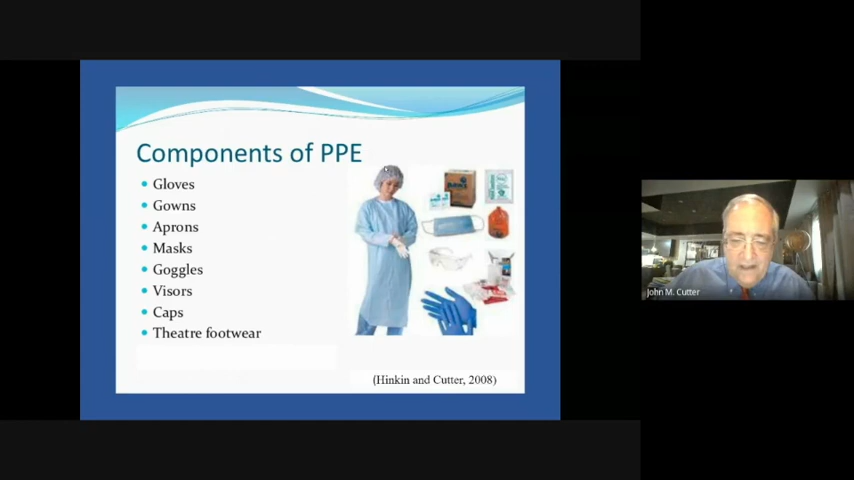 Components of PPE
Gloves
Gowns
Aprons
Masks
Goggles
Visors
Caps
Theatre footwear
(Hinkin and Cutter, 2008)
John M. Cutter